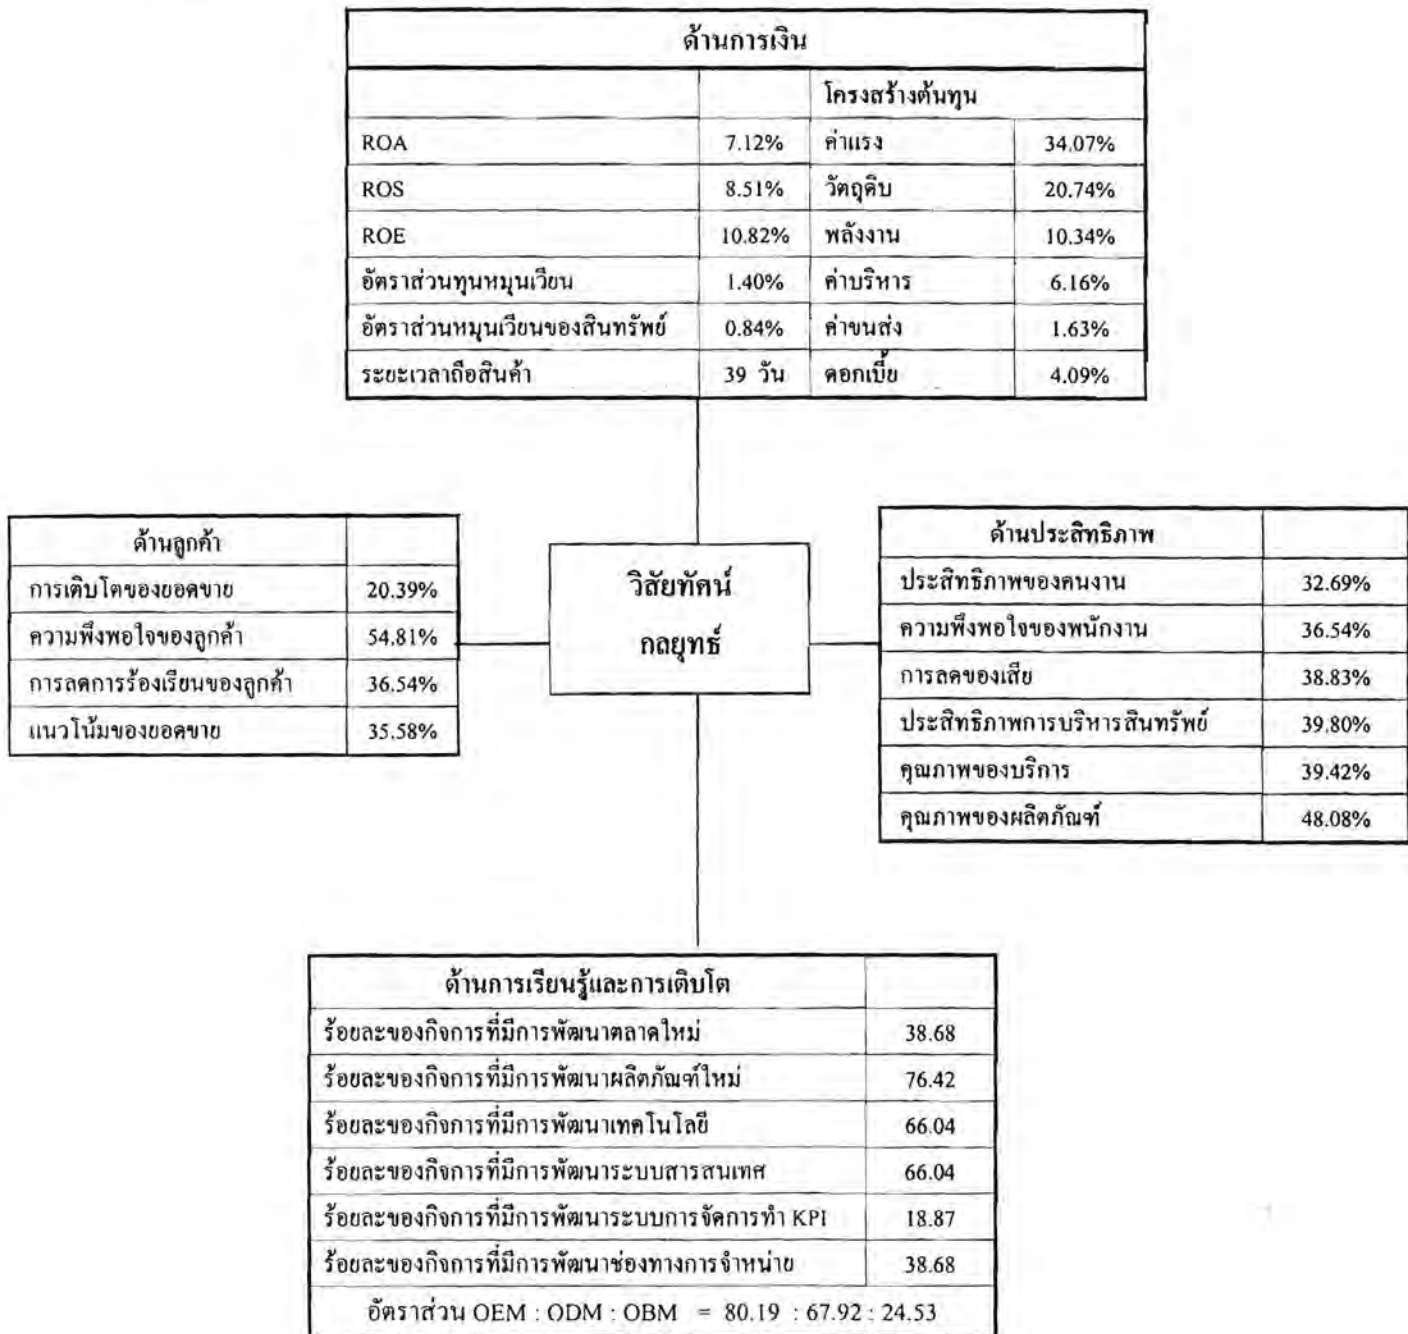 ด้านการเงิน
โครงสร้างต้นทุน
ROA 7.12% ค่าแรง 34.07%
ROS 8.51% วัตถุดิบ 20.74%
ROE 10.82% พลังงาน 10.34%
อัตราส่วนทุนหมุนเวียน 1.40% ค่าบริหาร 6.16%
อัตราส่วนหมุนเวียนของสินทรัพย์ 0.84% ค่าขนส่ง 1.63%
ระยะเวลาถือสินค้า 39 วัน ดอกเบี้ย 4.09%
ด้านลูกค้า
การเติบโตของยอดขาย 20.39%
ความพึงพอใจของลูกค้า 54.81%
การลดการร้องเรียนของลูกค้า 36.54%
แนวโน้มของยอดขาย 35.58%
วิสัยทัศน์
กลยุทธ์
ด้านประสิทธิภาพ
ประสิทธิภาพของคนงาน 32.69%
ความพึงพอใจของพนักงาน 36.54%
การลดของเสีย 38.83%
ประสิทธิภาพการบริหารสินทรัพย์ 39.80%
คุณภาพของบริการ 39.42%
คุณภาพของผลิตภัณฑ์ 48.08%
ด้านการเรียนรู้และการเติบโต
ร้อยละของกิจการที่มีการพัฒนาตลาดใหม่ 38.68
ร้อยละของกิจการที่มีการพัฒนาผลิตภัณฑ์ใหม่ 76.42
ร้อยละของกิจการที่มีการพัฒนาเทคโนโลยี 66.04
ร้อยละของกิจการที่มีการพัฒนาระบบสารสนเทศ 66.04
ร้อยละของกิจการที่มีการพัฒนาระบบการจัดการทำ KPI 18.87
ร้อยละของกิจการที่มีการพัฒนาช่องทางการจำหน่าย 38.68
อัตราส่วน OEM : ODM : OBM = 80.19 : 67.92 : 24.53